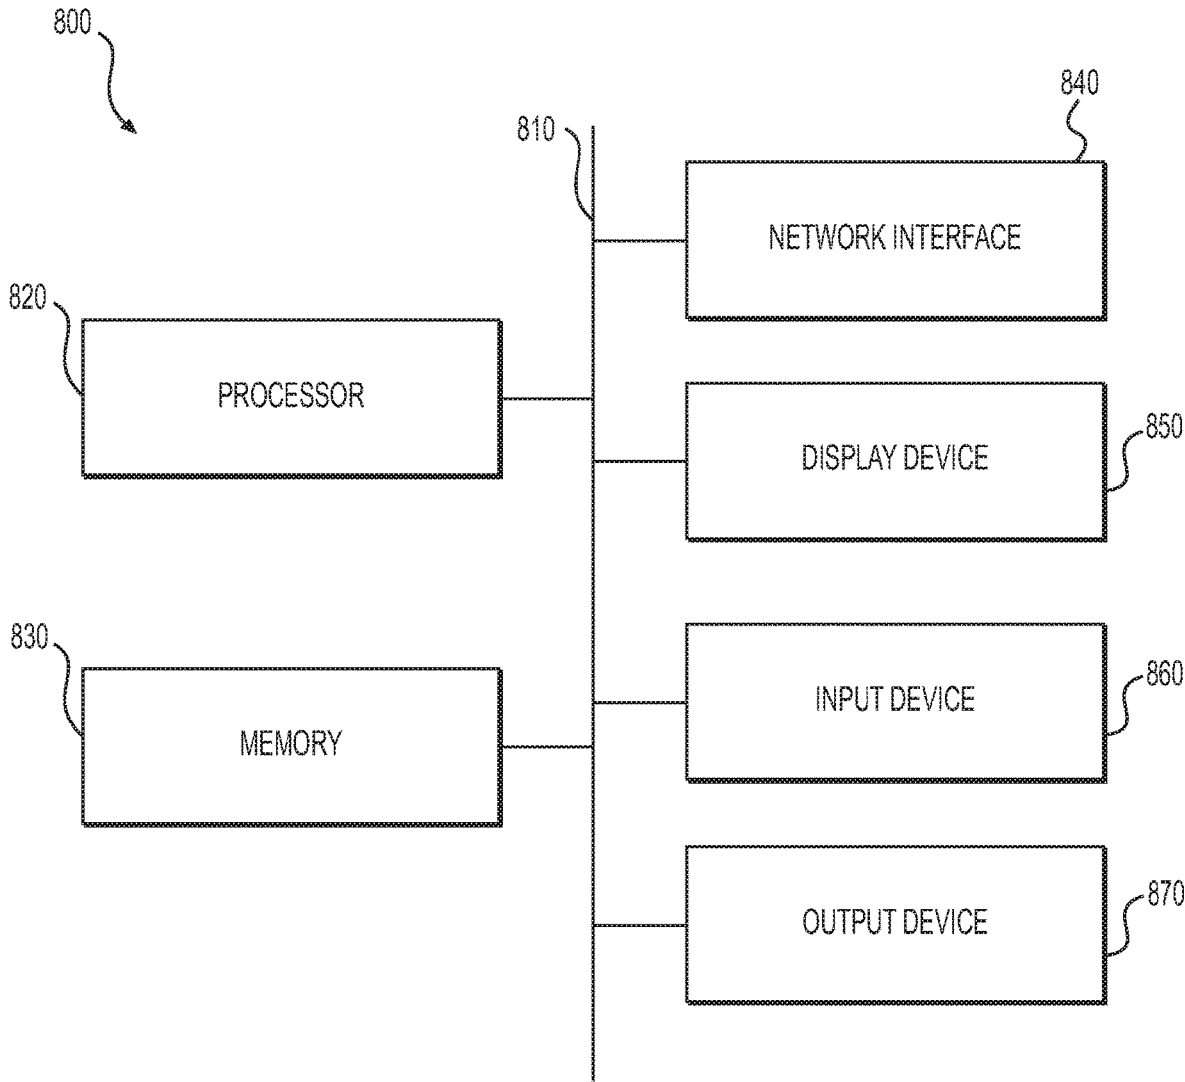 800
840
810
NETWORK INTERFACE
820
PROCESSOR
850
DISPLAY DEVICE
830
MEMORY
860
INPUT DEVICE
870
OUTPUT DEVICE